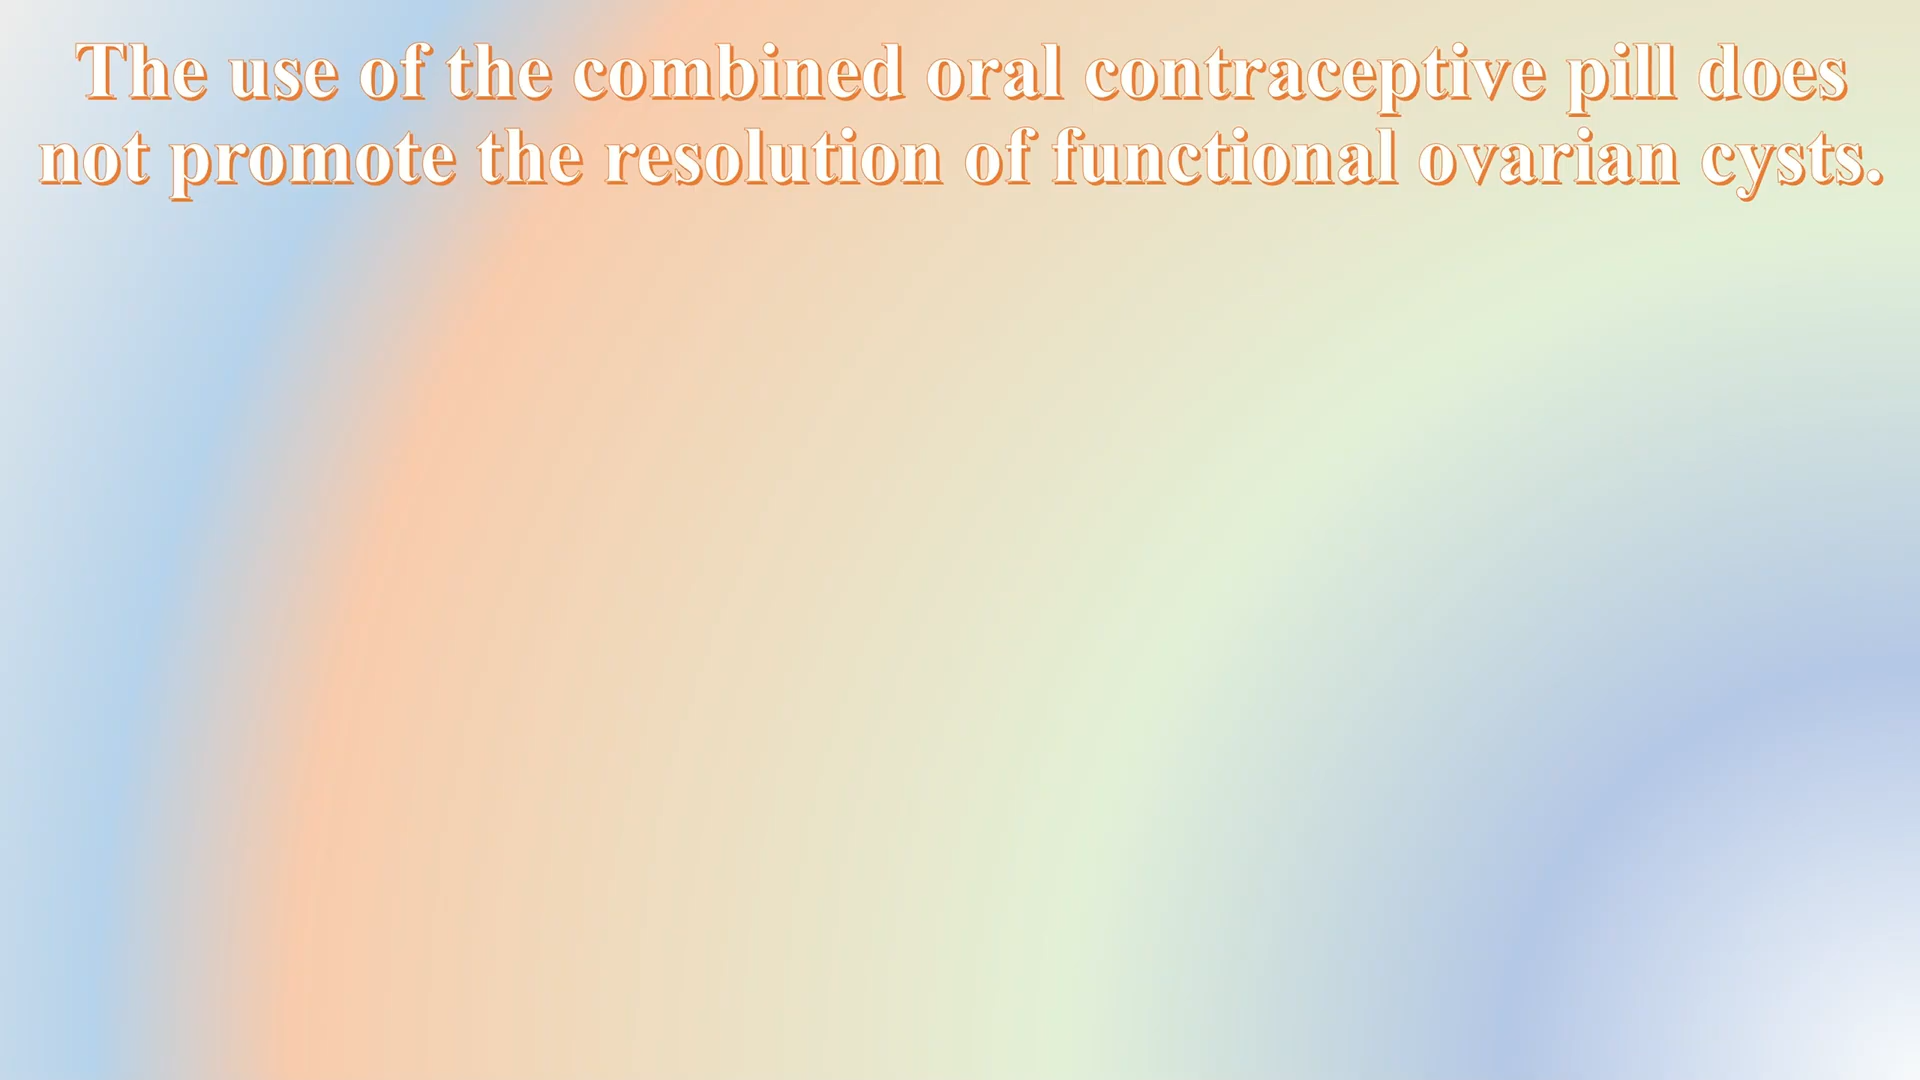 The use of the combined oral contraceptive pill does
not promote the resolution of functional ovarian cysts.